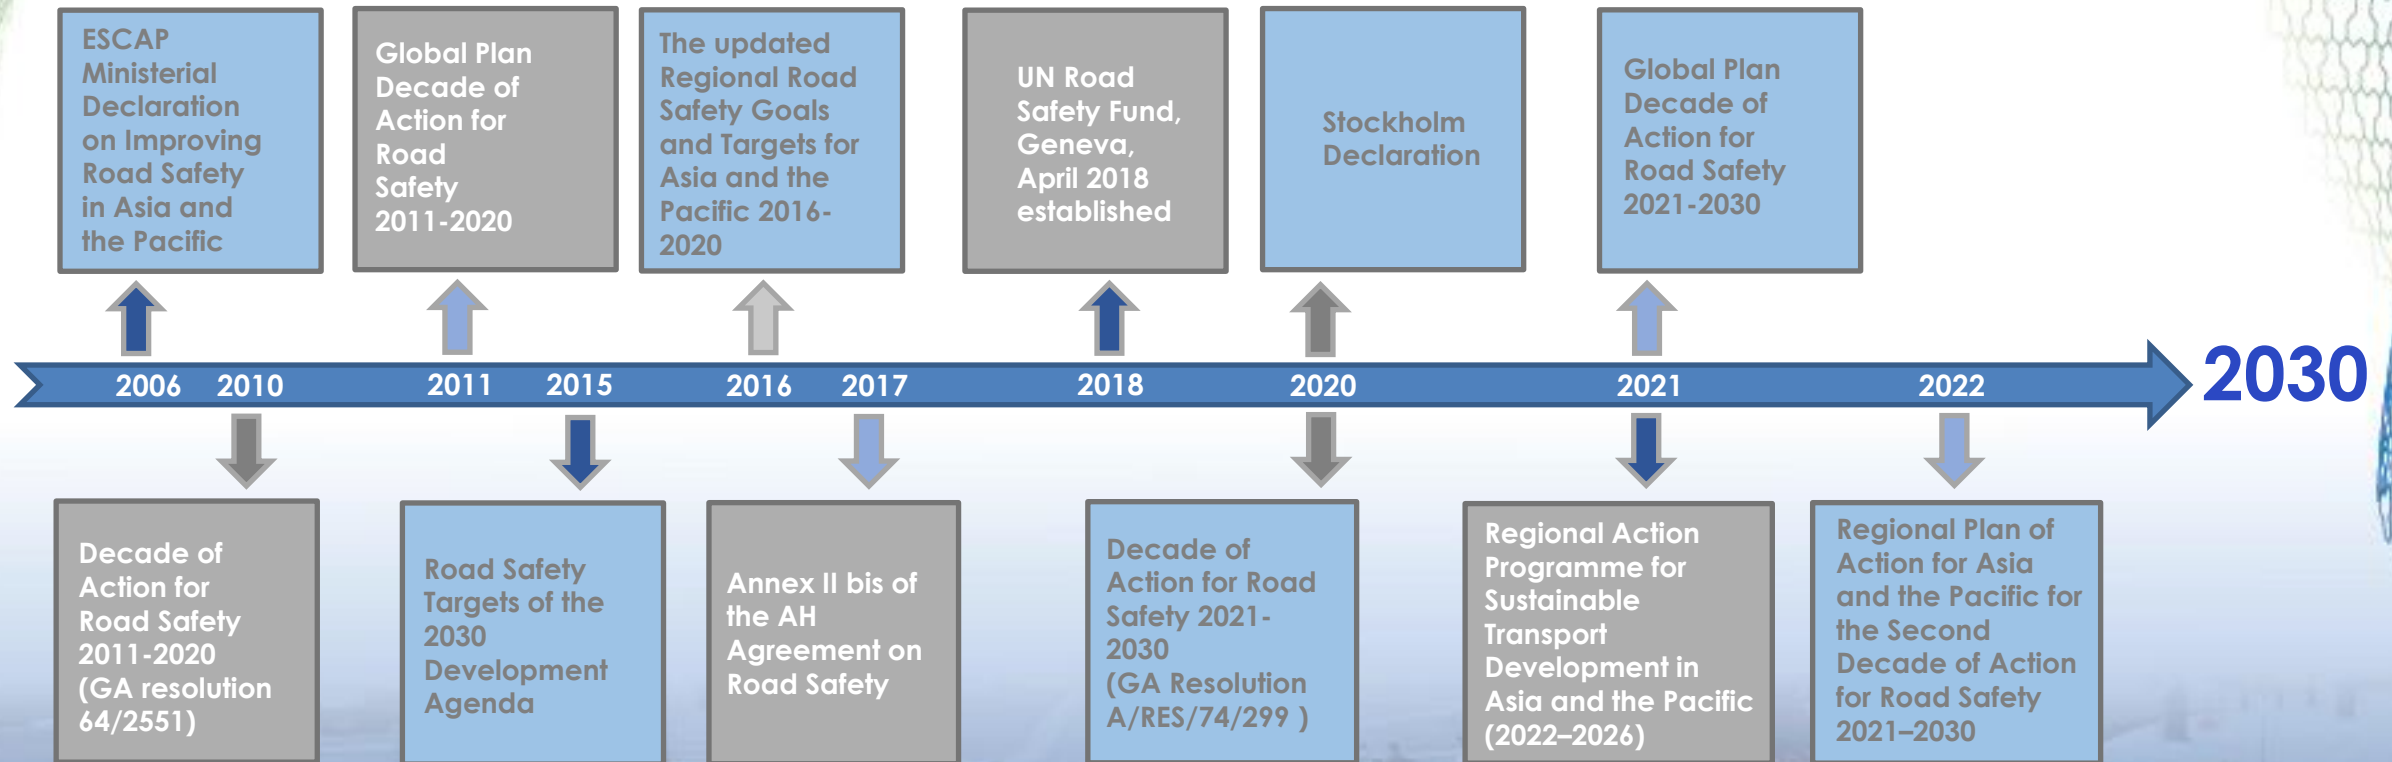 ESCAP
Ministerial
Declaration
on Improving
Road Safety
in Asia and
the Pacific
Global Plan
Decade of
Action for
Road
Safety
2011-2020
The updated
Regional Road
Safety Goals
and Targets for
Asia and the
Pacific 2016-
2020
UN Road
Safety Fund,
Geneva,
April 2018
established
Stockholm
Declaration
Global Plan
Decade of
Action for
Road Safety
2021-2030
2006 2010 2011 2015 2016 2017 2018 2020 2021 2022 2030
Decade of
Action for
Road Safety
2011-2020
(GA resolution
64/2551)
Road Safety
Targets of the
2030
Development
Agenda
Annex II bis of
the AH
Agreement on
Road Safety
Decade of
Action for Road
Safety 2021-
2030
(GA Resolution
A/RES/74/299 )
Regional Action
Programme for
Sustainable
Transport
Development in
Asia and the Pacific
(2022–2026)
Regional Plan of
Action for Asia
and the Pacific for
the Second
Decade of Action
for Road Safety
2021–2030